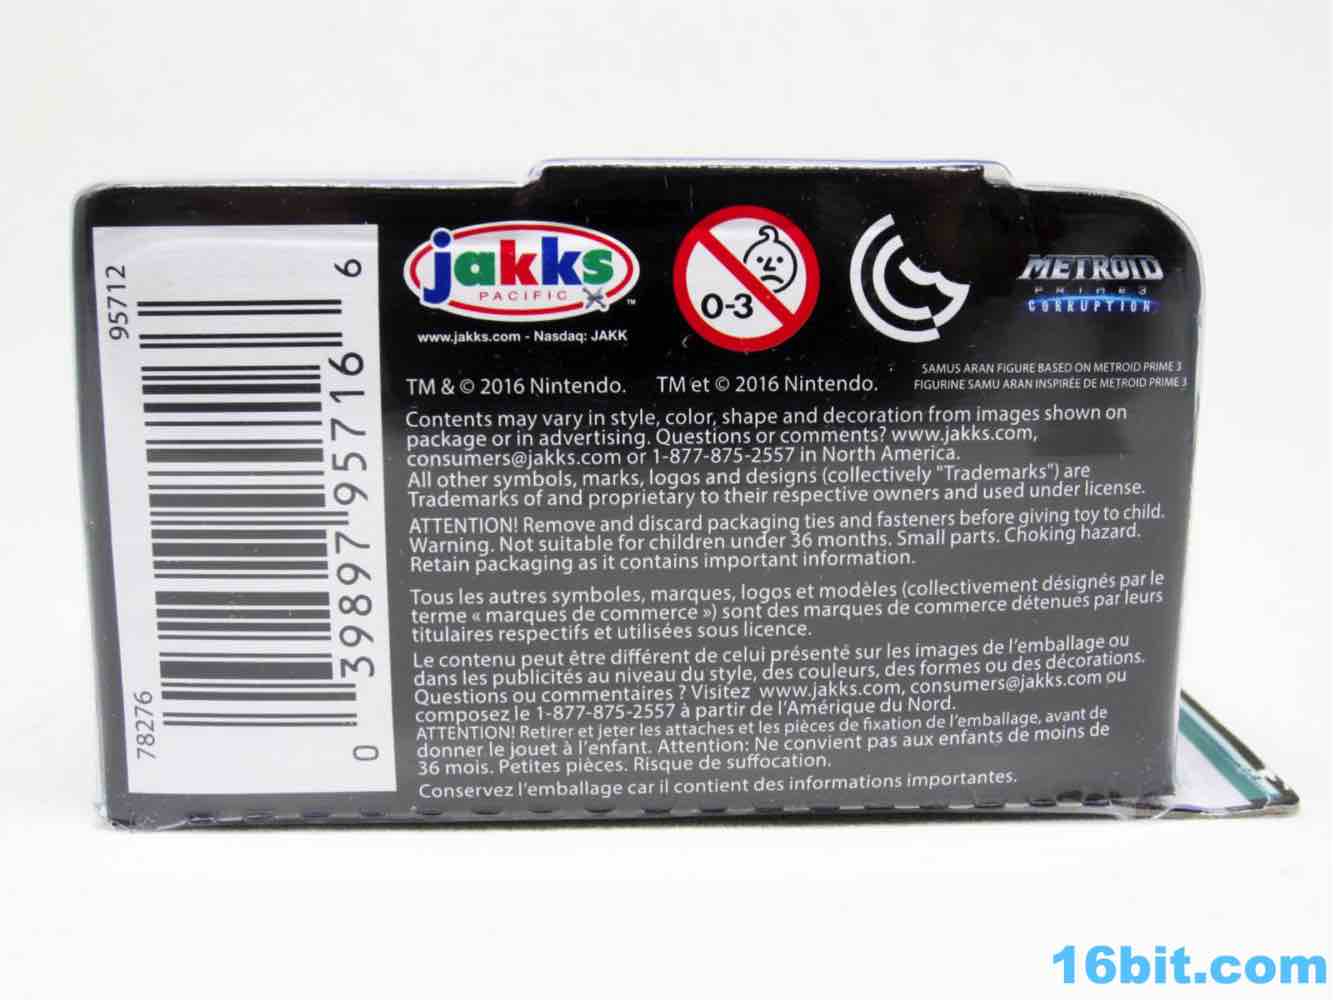 95712
78276
0 39897 95716 6
jakks
PACIFIC
™
www.jakks.com - Nasdaq: JAKK
0-3
METROID
PRIME 3
CORRUPTION
SAMUS ARAN FIGURE BASED ON METROID PRIME 3
FIGURINE SAMU ARAN INSPIRÉE DE METROID PRIME 3
TM & © 2016 Nintendo. TM et © 2016 Nintendo.
Contents may vary in style, color, shape and decoration from images shown on
package or in advertising. Questions or comments? www.jakks.com,
consumers@jakks.com or 1-877-875-2557 in North America.
All other symbols, marks, logos and designs (collectively "Trademarks") are
Trademarks of and proprietary to their respective owners and used under license.
ATTENTION! Remove and discard packaging ties and fasteners before giving toy to child.
Warning. Not suitable for children under 36 months. Small parts. Choking hazard.
Retain packaging as it contains important information.
Tous les autres symboles, marques, logos et modèles (collectivement désignés par le
terme « marques de commerce ») sont des marques de commerce détenues par leurs
titulaires respectifs et utilisées sous licence.
Le contenu peut être différent de celui présenté sur les images de l'emballage ou
dans les publicités au niveau du style, des couleurs, des formes ou des décorations.
Questions ou commentaires ? Visitez www.jakks.com, consumers@jakks.com ou
composez le 1-877-875-2557 à partir de l'Amérique du Nord.
ATTENTION! Retirer et jeter les attaches et les pièces de fixation de l'emballage, avant de
donner le jouet à l'enfant. Attention: Ne convient pas aux enfants de moins de
36 mois. Petites pièces. Risque de suffocation.
Conservez l'emballage car il contient des informations importantes.
16bit.com